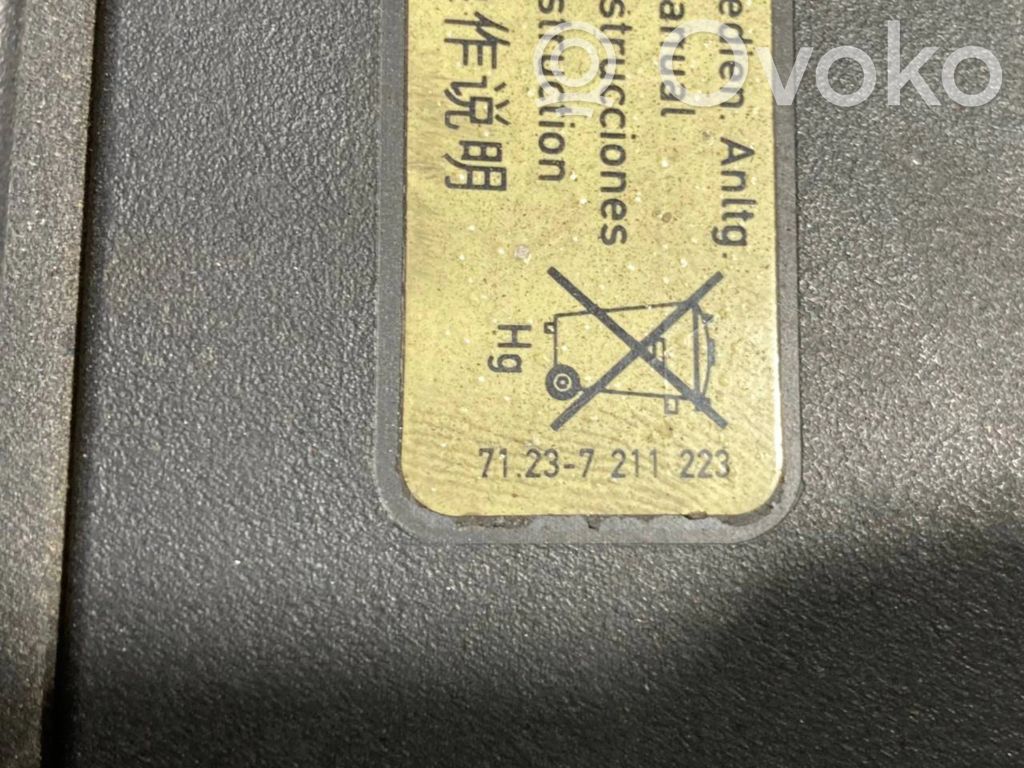 Ovoko
edien. Anltg.
anual
strucciones
struction
作说明
Hg
71.23-7 211 223